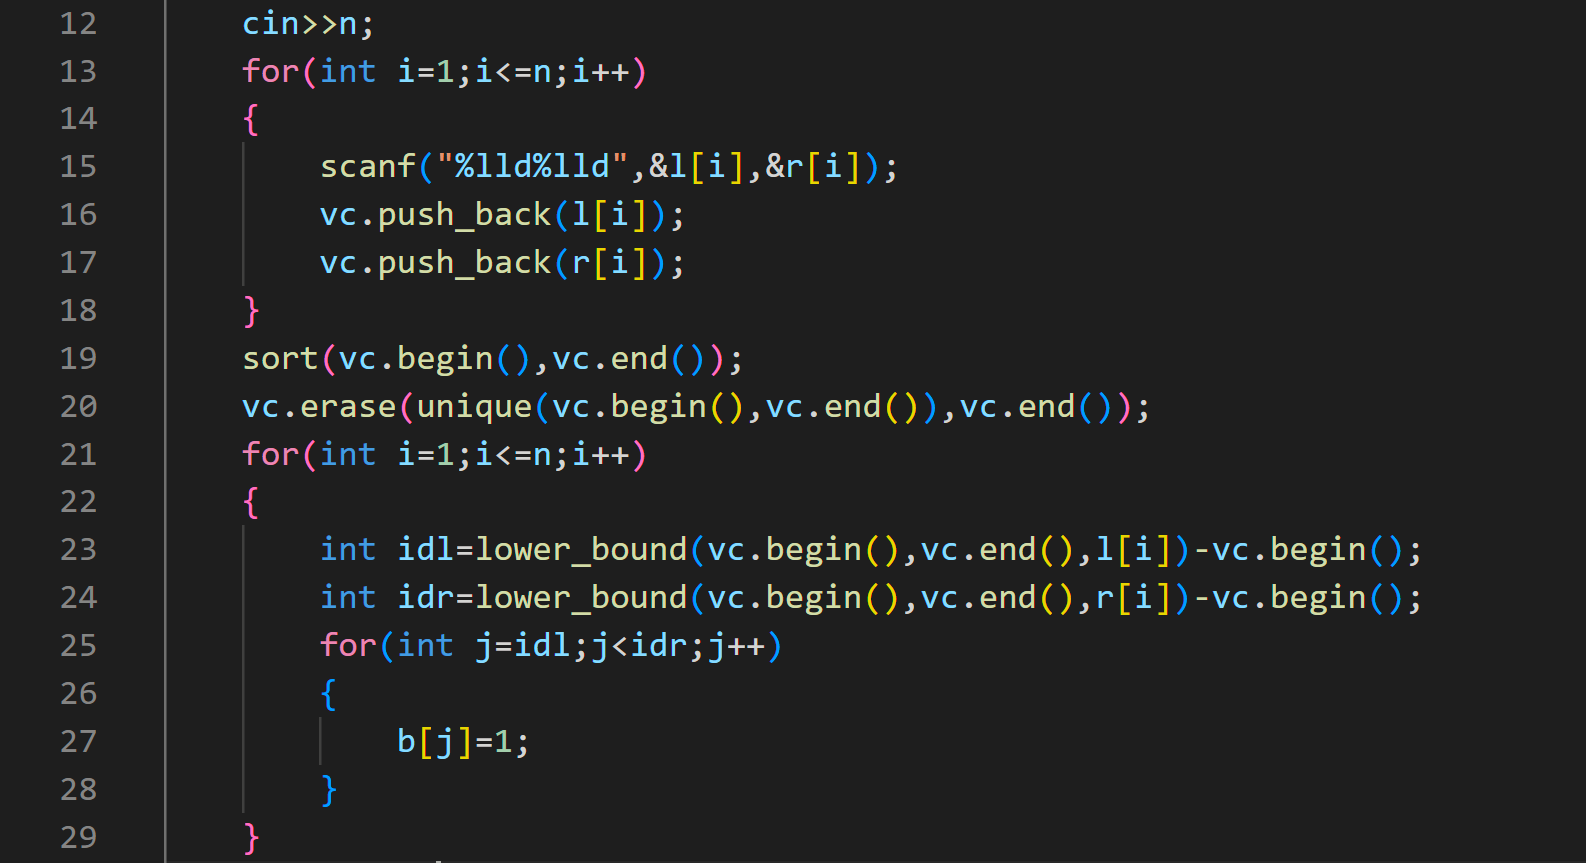 12 cin>>n;
13 for(int i=1;i<=n;i++)
14 {
15 scanf("%lld%lld",&l[i],&r[i]);
16 vc.push_back(l[i]);
17 vc.push_back(r[i]);
18 }
19 sort(vc.begin(),vc.end());
20 vc.erase(unique(vc.begin(),vc.end()),vc.end());
21 for(int i=1;i<=n;i++)
22 {
23 int idl=lower_bound(vc.begin(),vc.end(),l[i])-vc.begin();
24 int idr=lower_bound(vc.begin(),vc.end(),r[i])-vc.begin();
25 for(int j=idl;j<idr;j++)
26 {
27 b[j]=1;
28 }
29 }